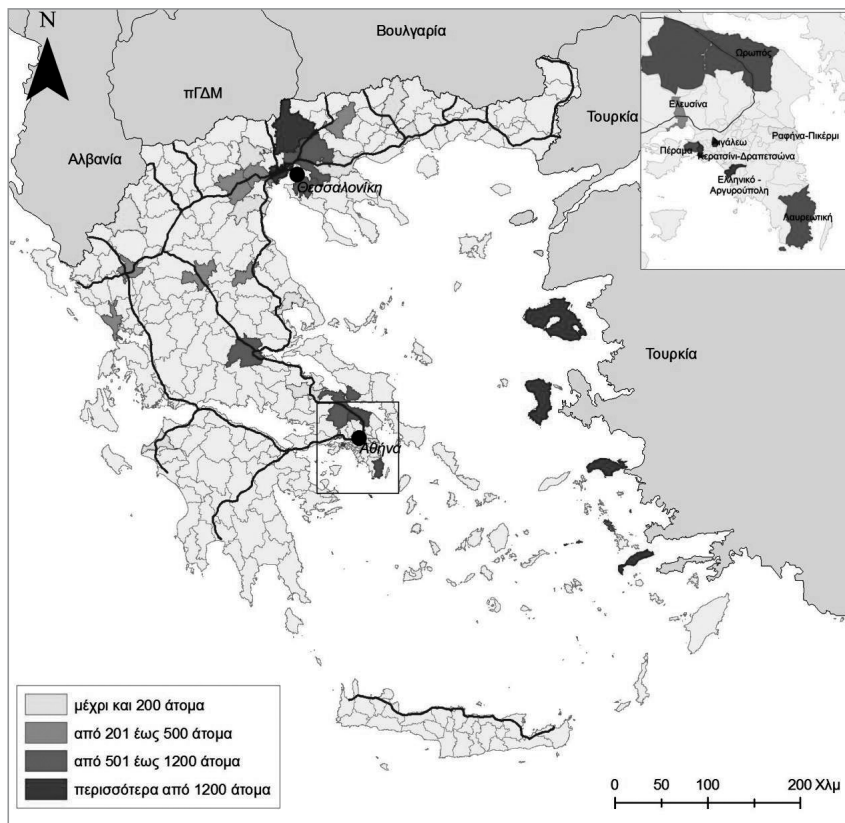 N
Βουλγαρία
πΓΔΜ
Τουρκία
Αλβανία
Θεσσαλονίκη
Ωρωπός
Ελευσίνα
Ραφήνα-Πικέρμι
Αιγάλεω
Πέραμα
Κερατσίνι-Δραπετσώνα
Ελληνικό -
Αργυρούπολη
Λαυρεωτική
Τουρκία
Αθήνα
μέχρι και 200 άτομα
από 201 έως 500 άτομα
από 501 έως 1200 άτομα
περισσότερα από 1200 άτομα
0 50 100 200 Χλμ